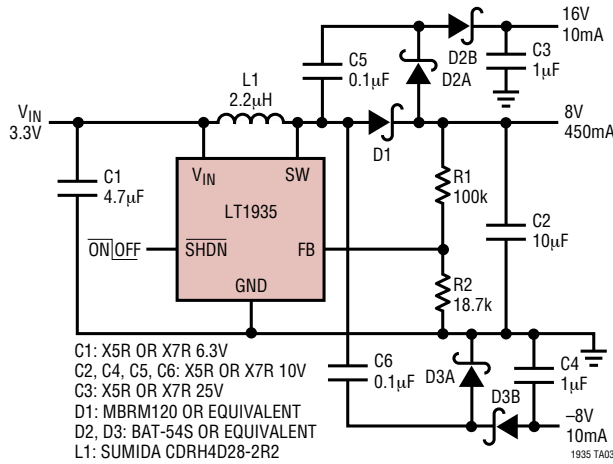 16V
10mA
C5
0.1µF
D2B
D2A
C3
1µF
L1
2.2µH
VIN
3.3V
D1
8V
450mA
C1
4.7µF
VIN
SW
LT1935
SHDN
FB
GND
ON OFF
R1
100k
C2
10µF
R2
18.7k
C6
0.1µF
D3A
D3B
C4
1µF
–8V
10mA
C1: X5R OR X7R 6.3V
C2, C4, C5, C6: X5R OR X7R 10V
C3: X5R OR X7R 25V
D1: MBRM120 OR EQUIVALENT
D2, D3: BAT-54S OR EQUIVALENT
L1: SUMIDA CDRH4D28-2R2
1935 TA03